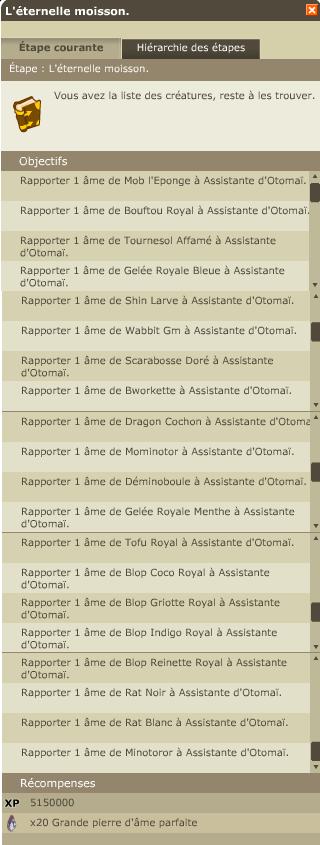 L'éternelle moisson.
Étape courante
Hiérarchie des étapes
Étape : L'éternelle moisson.
Vous avez la liste des créatures, reste à les trouver.
Objectifs
Rapporter 1 âme de Mob l'Eponge à Assistante d'Otomaï.
Rapporter 1 âme de Bouftou Royal à Assistante d'Otomaï.
Rapporter 1 âme de Tournesol Affamé à Assistante
d'Otomaï.
Rapporter 1 âme de Gelée Royale Bleue à Assistante
d'Otomaï.
Rapporter 1 âme de Shin Larve à Assistante d'Otomaï.
Rapporter 1 âme de Wabbit Gm à Assistante d'Otomaï.
Rapporter 1 âme de Scarabosse Doré à Assistante
d'Otomaï.
Rapporter 1 âme de Bworkette à Assistante d'Otomaï.
Rapporter 1 âme de Dragon Cochon à Assistante d'Otoma
Rapporter 1 âme de Mominotor à Assistante d'Otomaï.
Rapporter 1 âme de Déminoboule à Assistante d'Otomaï.
Rapporter 1 âme de Gelée Royale Menthe à Assistante
d'Otomaï.
Rapporter 1 âme de Tofu Royal à Assistante d'Otomaï.
Rapporter 1 âme de Blop Coco Royal à Assistante
d'Otomaï.
Rapporter 1 âme de Blop Griotte Royal à Assistante
d'Otomaï.
Rapporter 1 âme de Blop Indigo Royal à Assistante
d'Otomaï.
Rapporter 1 âme de Blop Reinette Royal à Assistante
d'Otomaï.
Rapporter 1 âme de Rat Noir à Assistante d'Otomaï.
Rapporter 1 âme de Rat Blanc à Assistante d'Otomaï.
Rapporter 1 âme de Minotoror à Assistante d'Otomaï.
Récompenses
XP 5150000
x20 Grande pierre d'âme parfaite